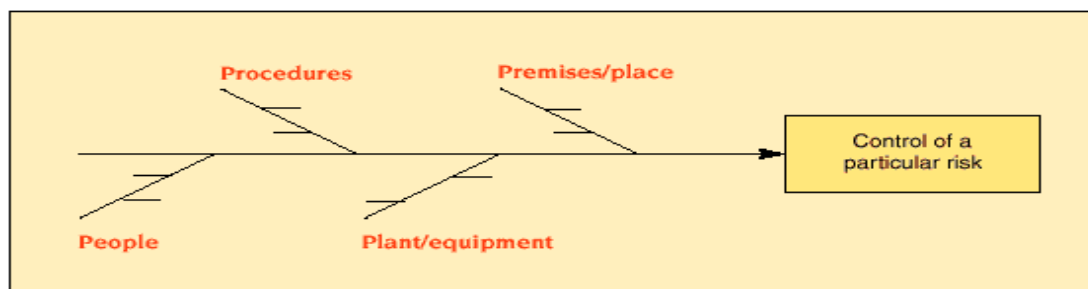 Procedures
Premises/place
Control of a
particular risk
People
Plant/equipment